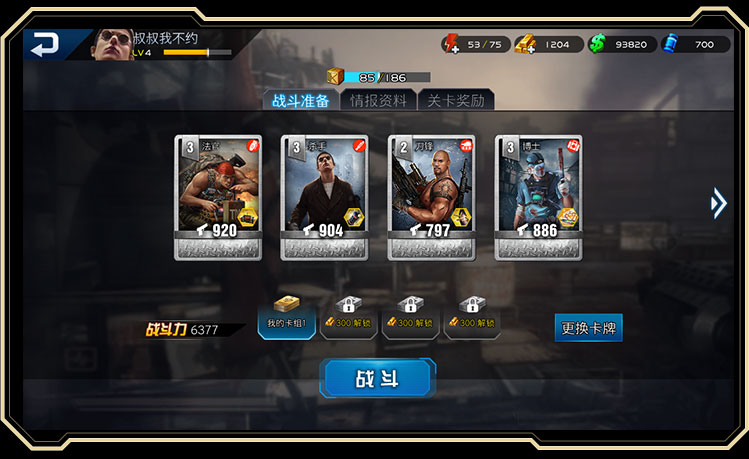 叔叔我不约
LV4
53/75
1204
93820
700
85/186
战斗准备
情报资料
关卡奖励
3 法官
920
3 杀手
904
2 刀锋
797
3 博士
886
战斗力 6377
我的卡组1
300 解锁
300 解锁
300 解锁
更换卡牌
战斗